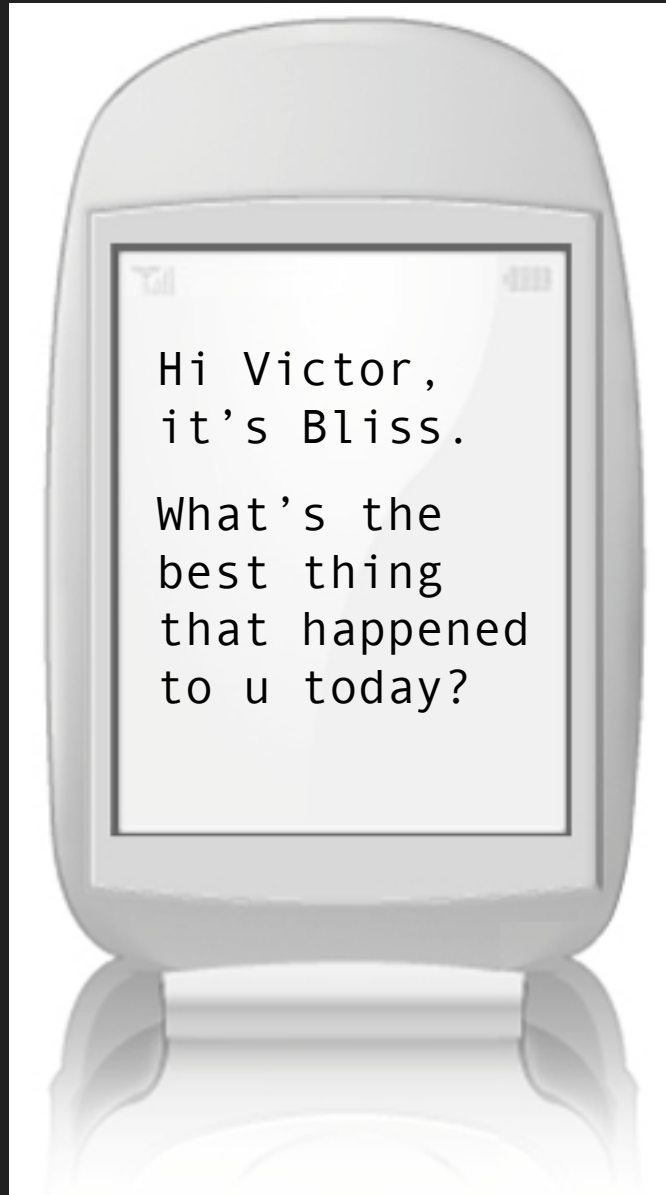 Hi Victor,
it’s Bliss.
What’s the
best thing
that happened
to u today?